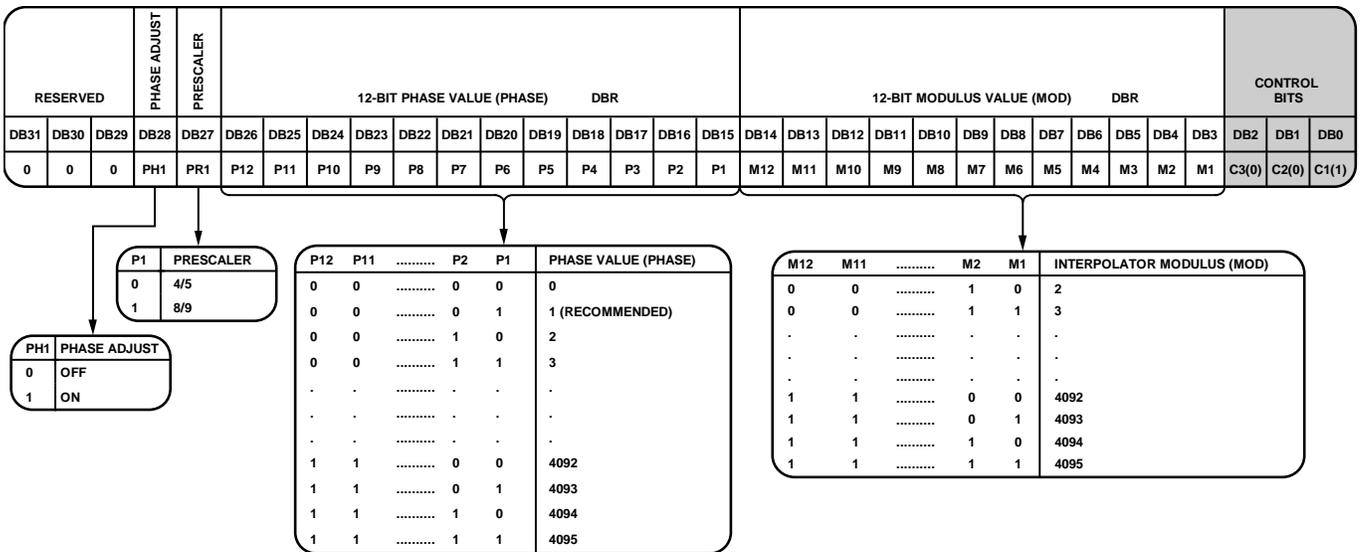 RESERVED PHASE ADJUST PRESCALER 12-BIT PHASE VALUE (PHASE) DBR 12-BIT MODULUS VALUE (MOD) DBR CONTROL BITS
DB31 DB30 DB29 DB28 DB27 DB26 DB25 DB24 DB23 DB22 DB21 DB20 DB19 DB18 DB17 DB16 DB15 DB14 DB13 DB12 DB11 DB10 DB9 DB8 DB7 DB6 DB5 DB4 DB3 DB2 DB1 DB0
0 0 0 PH1 PR1 P12 P11 P10 P9 P8 P7 P6 P5 P4 P3 P2 P1 M12 M11 M10 M9 M8 M7 M6 M5 M4 M3 M2 M1 C3(0) C2(0) C1(1)
P1 PRESCALER
0 4/5
1 8/9
PH1 PHASE ADJUST
0 OFF
1 ON
P12 P11 .......... P2 P1 PHASE VALUE (PHASE)
0 0 .......... 0 0 0
0 0 .......... 0 1 1 (RECOMMENDED)
0 0 .......... 1 0 2
0 0 .......... 1 1 3
. . .......... . . .
. . .......... . . .
. . .......... . . .
1 1 .......... 0 0 4092
1 1 .......... 0 1 4093
1 1 .......... 1 0 4094
1 1 .......... 1 1 4095
M12 M11 .......... M2 M1 INTERPOLATOR MODULUS (MOD)
0 0 .......... 1 0 2
0 0 .......... 1 1 3
. . .......... . . .
. . .......... . . .
. . .......... . . .
1 1 .......... 0 0 4092
1 1 .......... 0 1 4093
1 1 .......... 1 0 4094
1 1 .......... 1 1 4095